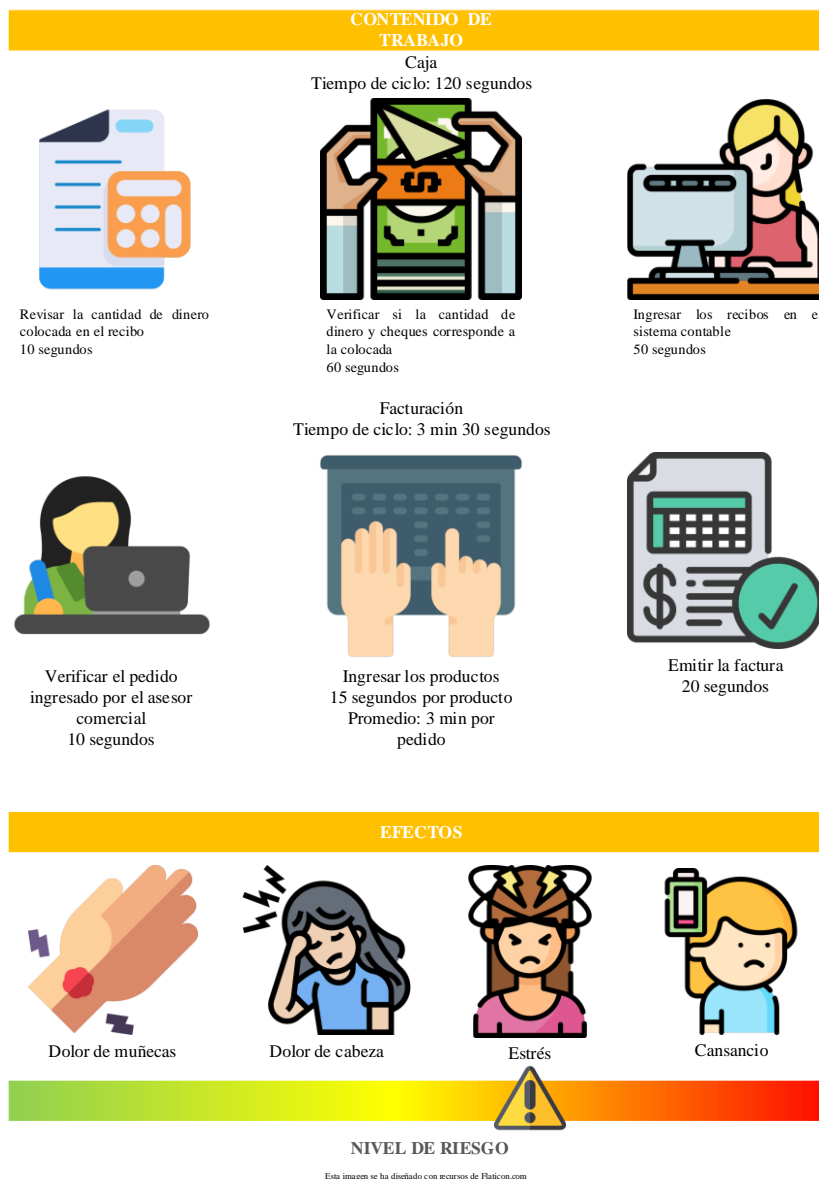 CONTENIDO DE
TRABAJO
Caja
Tiempo de ciclo: 120 segundos
Revisar la cantidad de dinero
colocada en el recibo
10 segundos
Verificar si la cantidad de
dinero y cheques corresponde a
la colocada
60 segundos
Ingresar los recibos en el
sistema contable
50 segundos
Facturación
Tiempo de ciclo: 3 min 30 segundos
Verificar el pedido
ingresado por el asesor
comercial
10 segundos
Ingresar los productos
15 segundos por producto
Promedio: 3 min por
pedido
Emitir la factura
20 segundos
EFECTOS
Dolor de muñecas
Dolor de cabeza
Estrés
Cansancio
NIVEL DE RIESGO
Esta imagen se ha diseñado con recursos de Flaticon.com